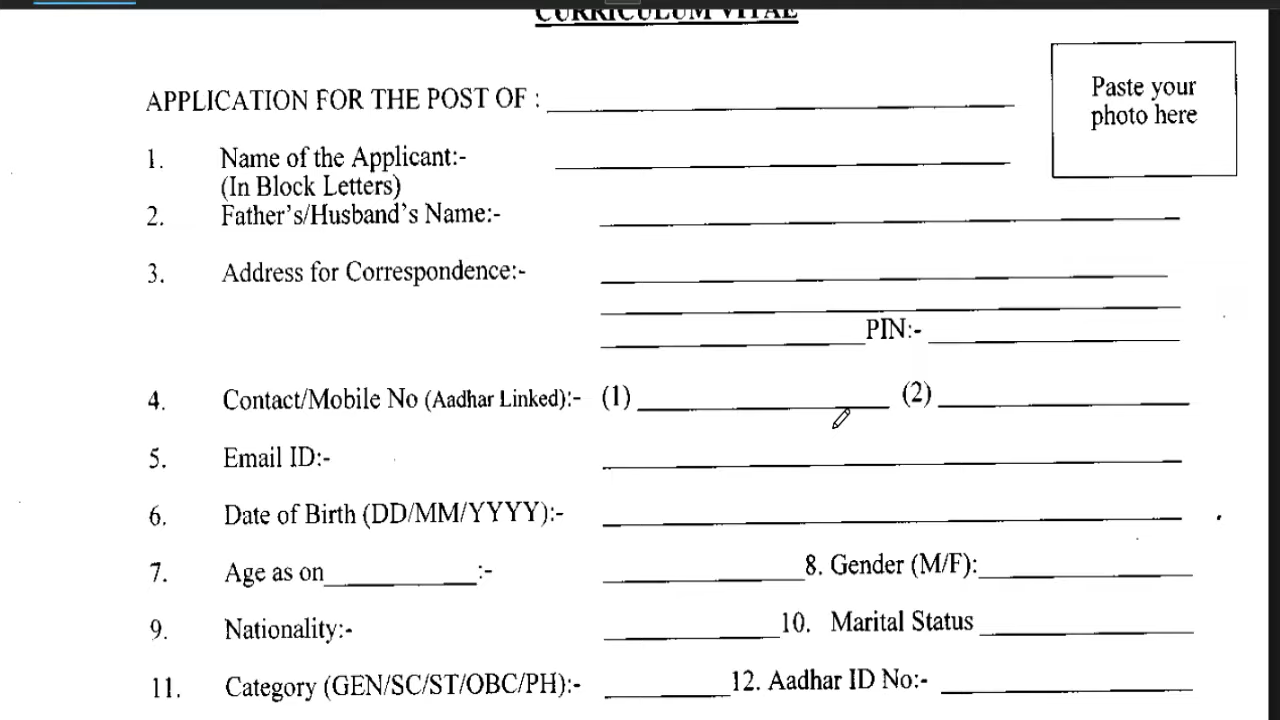 CURRICULUM VITAE
Paste your
photo here
APPLICATION FOR THE POST OF :
1. Name of the Applicant:-
(In Block Letters)
2. Father's/Husband's Name:-
3. Address for Correspondence:-
PIN:-
4. Contact/Mobile No (Aadhar Linked):- (1) (2)
5. Email ID:-
6. Date of Birth (DD/MM/YYYY):-
7. Age as on :- 8. Gender (M/F):
9. Nationality:- 10. Marital Status
11. Category (GEN/SC/ST/OBC/PH):- 12. Aadhar ID No:-